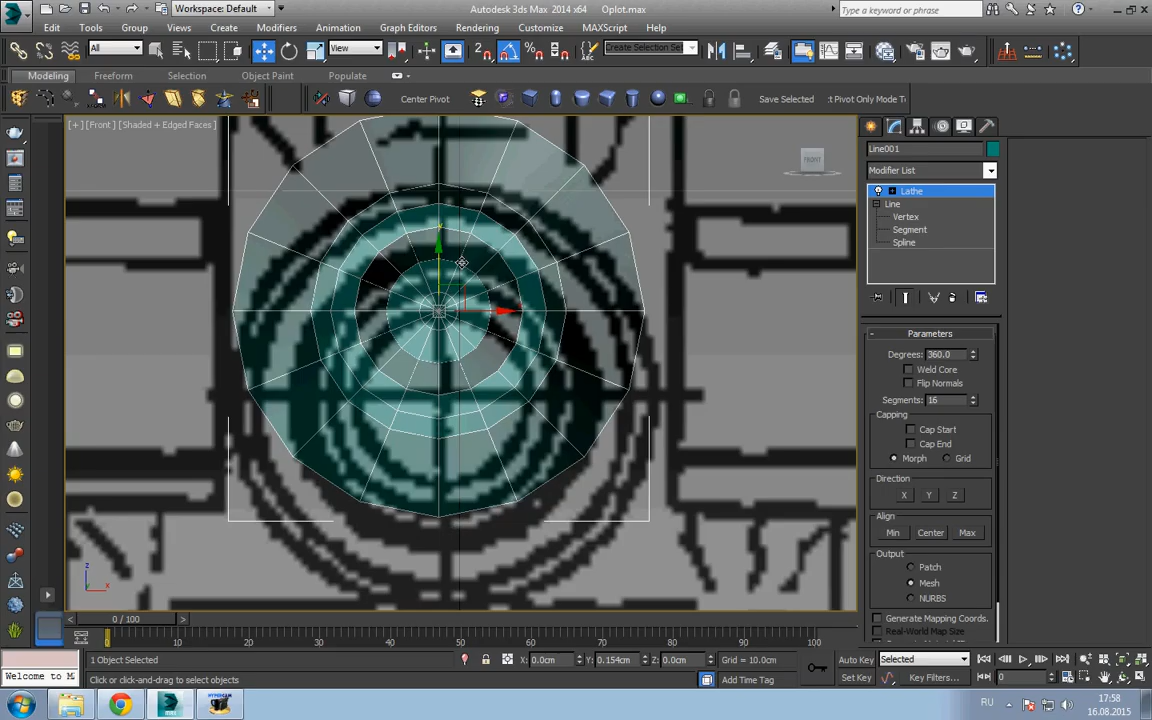 Workspace: Default
Autodesk 3ds Max 2014 x64
Oplot.max
Type a keyword or phrase
Edit
Tools
Group
Views
Create
Modifiers
Animation
Graph Editors
Rendering
Customize
MAXScript
Help
All
View
Create Selection Set
Modeling
Freeform
Selection
Object Paint
Populate
Center Pivot
Save Selected
:t Pivot Only Mode T
[+] [Front] [Shaded + Edged Faces]
FRONT
Line001
Modifier List
Lathe
Line
Vertex
Segment
Spline
Parameters
Degrees: 360.0
Weld Core
Flip Normals
Segments: 16
Capping
Cap Start
Cap End
Morph
Grid
Direction
X
Y
Z
Align
Min
Center
Max
Output
Patch
Mesh
NURBS
Generate Mapping Coords.
Real-World Map Size
y
z
x
0 / 100
10
20
30
40
50
60
70
80
90
100
1 Object Selected
X: 0.0cm
Y: 0.154cm
Z: 0.0cm
Grid = 10.0cm
Auto Key
Selected
Welcome to M
Click or click-and-drag to select objects
Add Time Tag
Set Key
Key Filters...
0
RU
17:58
16.08.2015